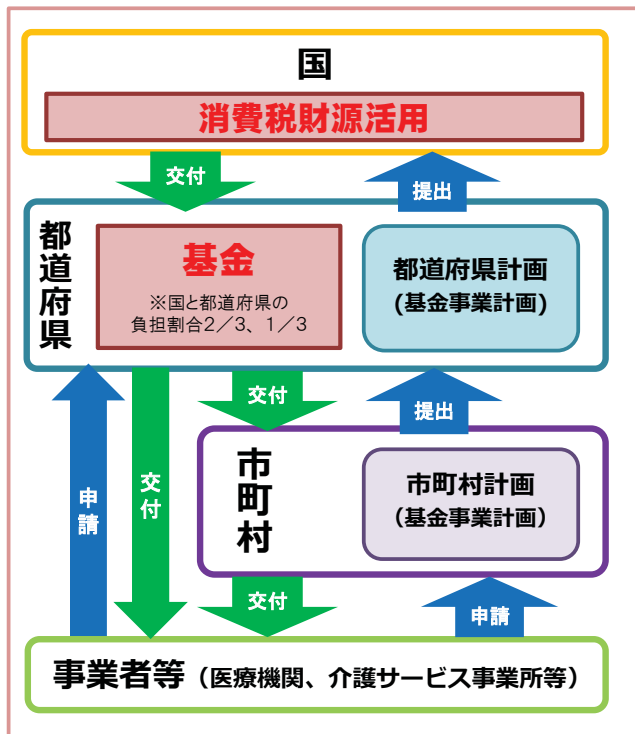 国
消費税財源活用
交付
提出
都道府県
基金
※国と都道府県の
負担割合2／3、1／3
都道府県計画
(基金事業計画)
交付
提出
申請
交付
市町村
市町村計画
（基金事業計画）
交付
申請
事業者等（医療機関、介護サービス事業所等）